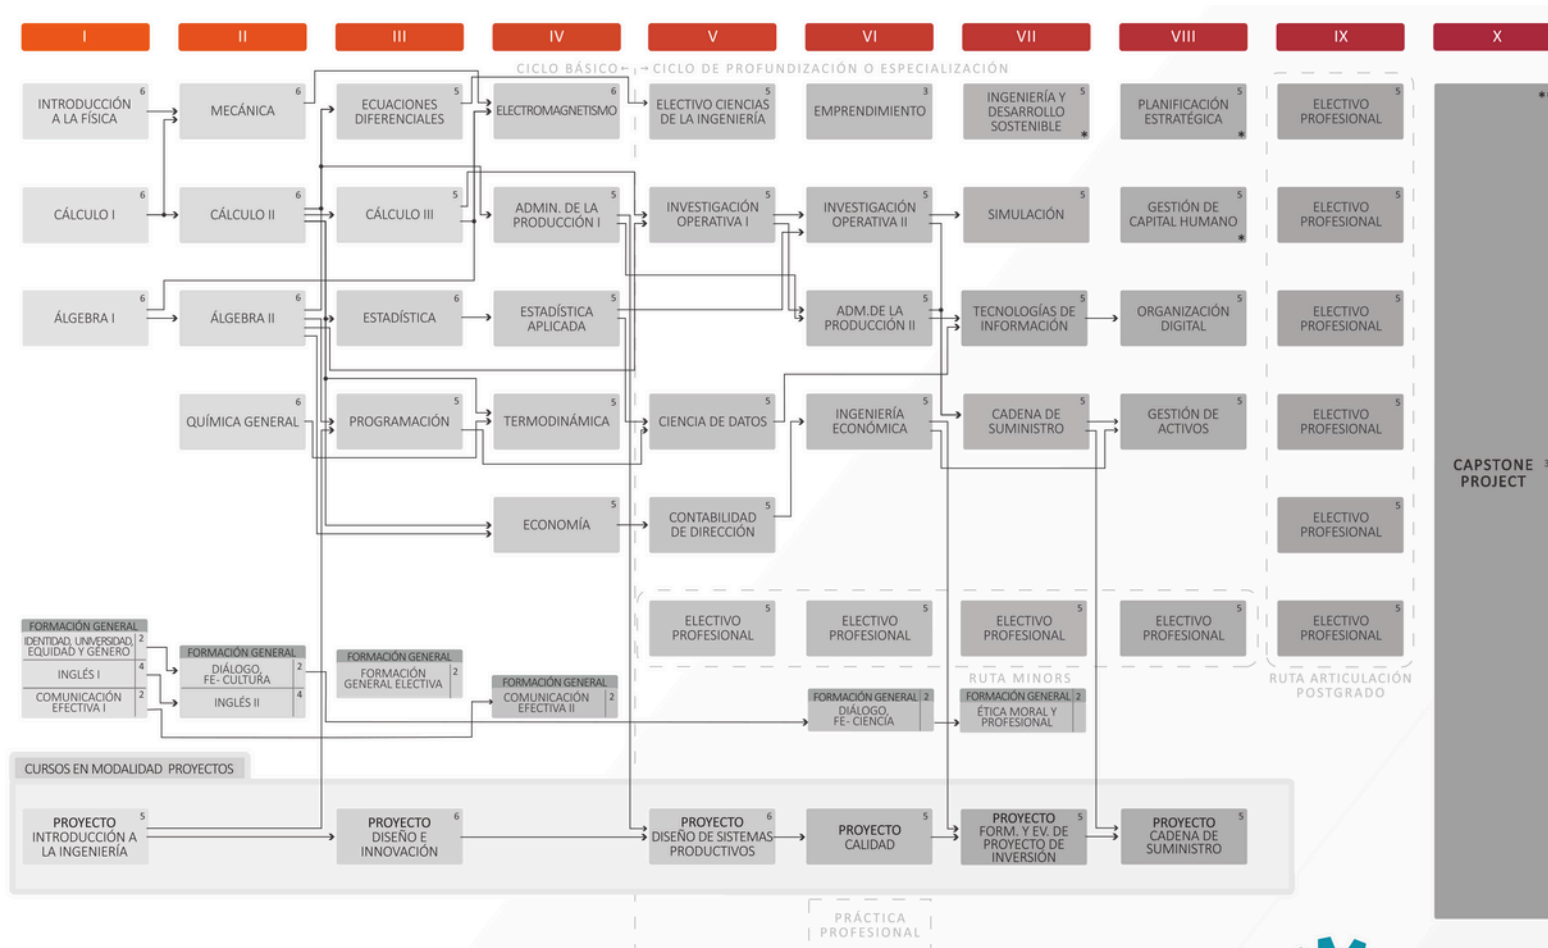 I II III IV V VI VII VIII IX X
CICLO BÁSICO
CICLO DE PROFUNDIZACIÓN O ESPECIALIZACIÓN
INTRODUCCIÓN
A LA FÍSICA
6
MECÁNICA
6
ECUACIONES
DIFERENCIALES
5
ELECTROMAGNETISMO
6
ELECTIVO CIENCIAS
DE LA INGENIERÍA
5
EMPRENDIMIENTO
3
INGENIERÍA Y
DESARROLLO
SOSTENIBLE
5
*
PLANIFICACIÓN
ESTRATÉGICA
5
*
ELECTIVO
PROFESIONAL
5
CÁLCULO I
6
CÁLCULO II
6
CÁLCULO III
5
ADMIN. DE LA
PRODUCCIÓN I
5
INVESTIGACIÓN
OPERATIVA I
5
INVESTIGACIÓN
OPERATIVA II
5
SIMULACIÓN
5
GESTIÓN DE
CAPITAL HUMANO
5
*
ELECTIVO
PROFESIONAL
5
ÁLGEBRA I
6
ÁLGEBRA II
6
ESTADÍSTICA
6
ESTADÍSTICA
APLICADA
5
ADM.DE LA
PRODUCCIÓN II
5
TECNOLOGÍAS DE
INFORMACIÓN
5
ORGANIZACIÓN
DIGITAL
5
ELECTIVO
PROFESIONAL
5
QUÍMICA GENERAL
6
PROGRAMACIÓN
5
TERMODINÁMICA
5
CIENCIA DE DATOS
5
INGENIERÍA
ECONÓMICA
5
CADENA DE
SUMINISTRO
5
GESTIÓN DE
ACTIVOS
5
ELECTIVO
PROFESIONAL
5
CAPSTONE
PROJECT
ECONOMÍA
5
CONTABILIDAD
DE DIRECCIÓN
5
ELECTIVO
PROFESIONAL
5
ELECTIVO
PROFESIONAL
5
ELECTIVO
PROFESIONAL
5
ELECTIVO
PROFESIONAL
5
ELECTIVO
PROFESIONAL
5
ELECTIVO
PROFESIONAL
5
RUTA MINORS
RUTA ARTICULACIÓN
POSTGRADO
FORMACIÓN GENERAL
IDENTIDAD, UNIVERSIDAD,
EQUIDAD Y GÉNERO
2
INGLÉS I
4
COMUNICACIÓN
EFECTIVA I
2
FORMACIÓN GENERAL
DIÁLOGO,
FE- CULTURA
2
INGLÉS II
4
FORMACIÓN GENERAL
FORMACIÓN
GENERAL ELECTIVA
2
FORMACIÓN GENERAL
COMUNICACIÓN
EFECTIVA II
2
FORMACIÓN GENERAL 2
DIÁLOGO,
FE- CIENCIA
FORMACIÓN GENERAL 2
ÉTICA MORAL Y
PROFESIONAL
CURSOS EN MODALIDAD PROYECTOS
PROYECTO
INTRODUCCIÓN A
LA INGENIERÍA
5
PROYECTO
DISEÑO E
INNOVACIÓN
6
PROYECTO
DISEÑO DE SISTEMAS
PRODUCTIVOS
6
PROYECTO
CALIDAD
5
PROYECTO
FORM. Y EV. DE
PROYECTO DE
INVERSIÓN
5
PROYECTO
CADENA DE
SUMINISTRO
5
PRÁCTICA
PROFESIONAL